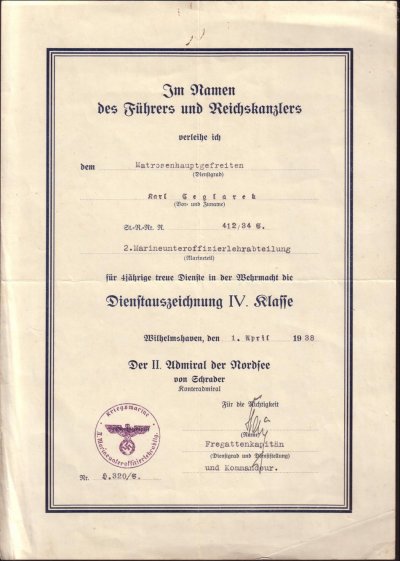 Im Namen
des Führers und Reichskanzlers
verleihe ich
dem Matrosenhauptgefreiten
(Dienstgrad)
Karl Ceglarek
(Vor- und Zuname)
St.-R.-Nr. N. 412/34 S.
2.Marineunteroffizierlehrabteilung
(Marineteil)
für 4jährige treue Dienste in der Wehrmacht die
Dienstauszeichnung IV. Klasse
Wilhelmshaven, den 1. April 1938
Der II. Admiral der Nordsee
von Schrader
Konteradmiral
Für die Richtigkeit
(Name)
Fregattenkapitän
(Dienstgrad und Dienststellung)
und Kommandeur.
Kriegsmarine
Marineunteroffizierlehrabtlg.
Nr. 320/S.